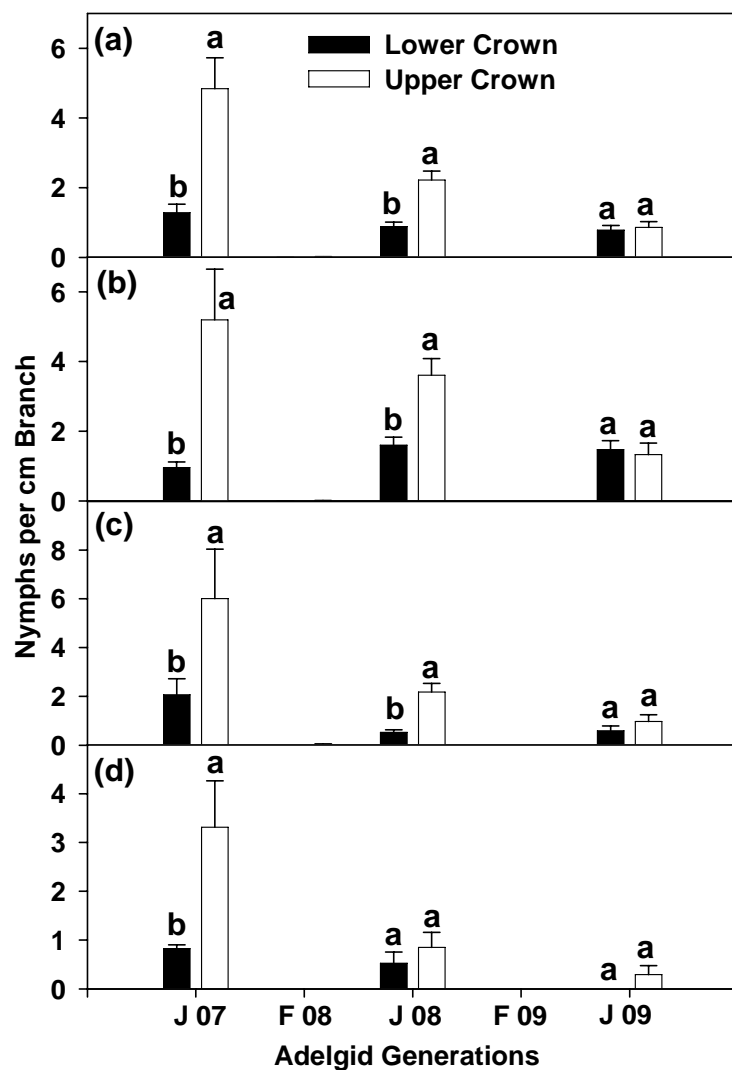 (a)
a
Lower Crown
Upper Crown
6
4
2
0
b
b
a
a
a
(b)
6
4
2
0
b
a
b
a
a
a
Nymphs per cm Branch
(c)
8
6
4
2
0
b
a
b
a
a
a
(d)
4
3
2
1
0
b
a
a
a
a
a
J 07
F 08
J 08
F 09
J 09
Adelgid Generations